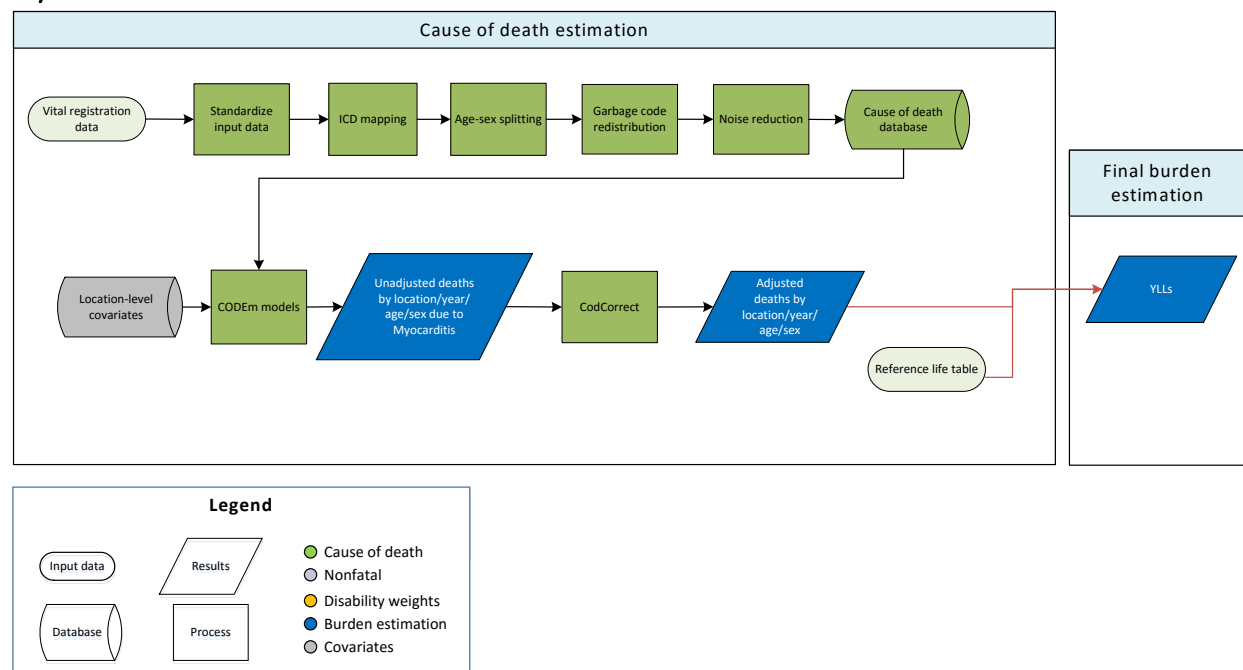 Cause of death estimation
Vital registration
data
Standardize
input data
ICD mapping
Age-sex splitting
Garbage code
redistribution
Noise reduction
Cause of death
database
Final burden
estimation
Location-level
covariates
CODEm models
Unadjusted deaths
by location/year/
age/sex due to
Myocarditis
CodCorrect
Adjusted
deaths by
location/year/
age/sex
YLLs
Reference life table
Legend
Input data
Results
Database
Process
Cause of death
Nonfatal
Disability weights
Burden estimation
Covariates